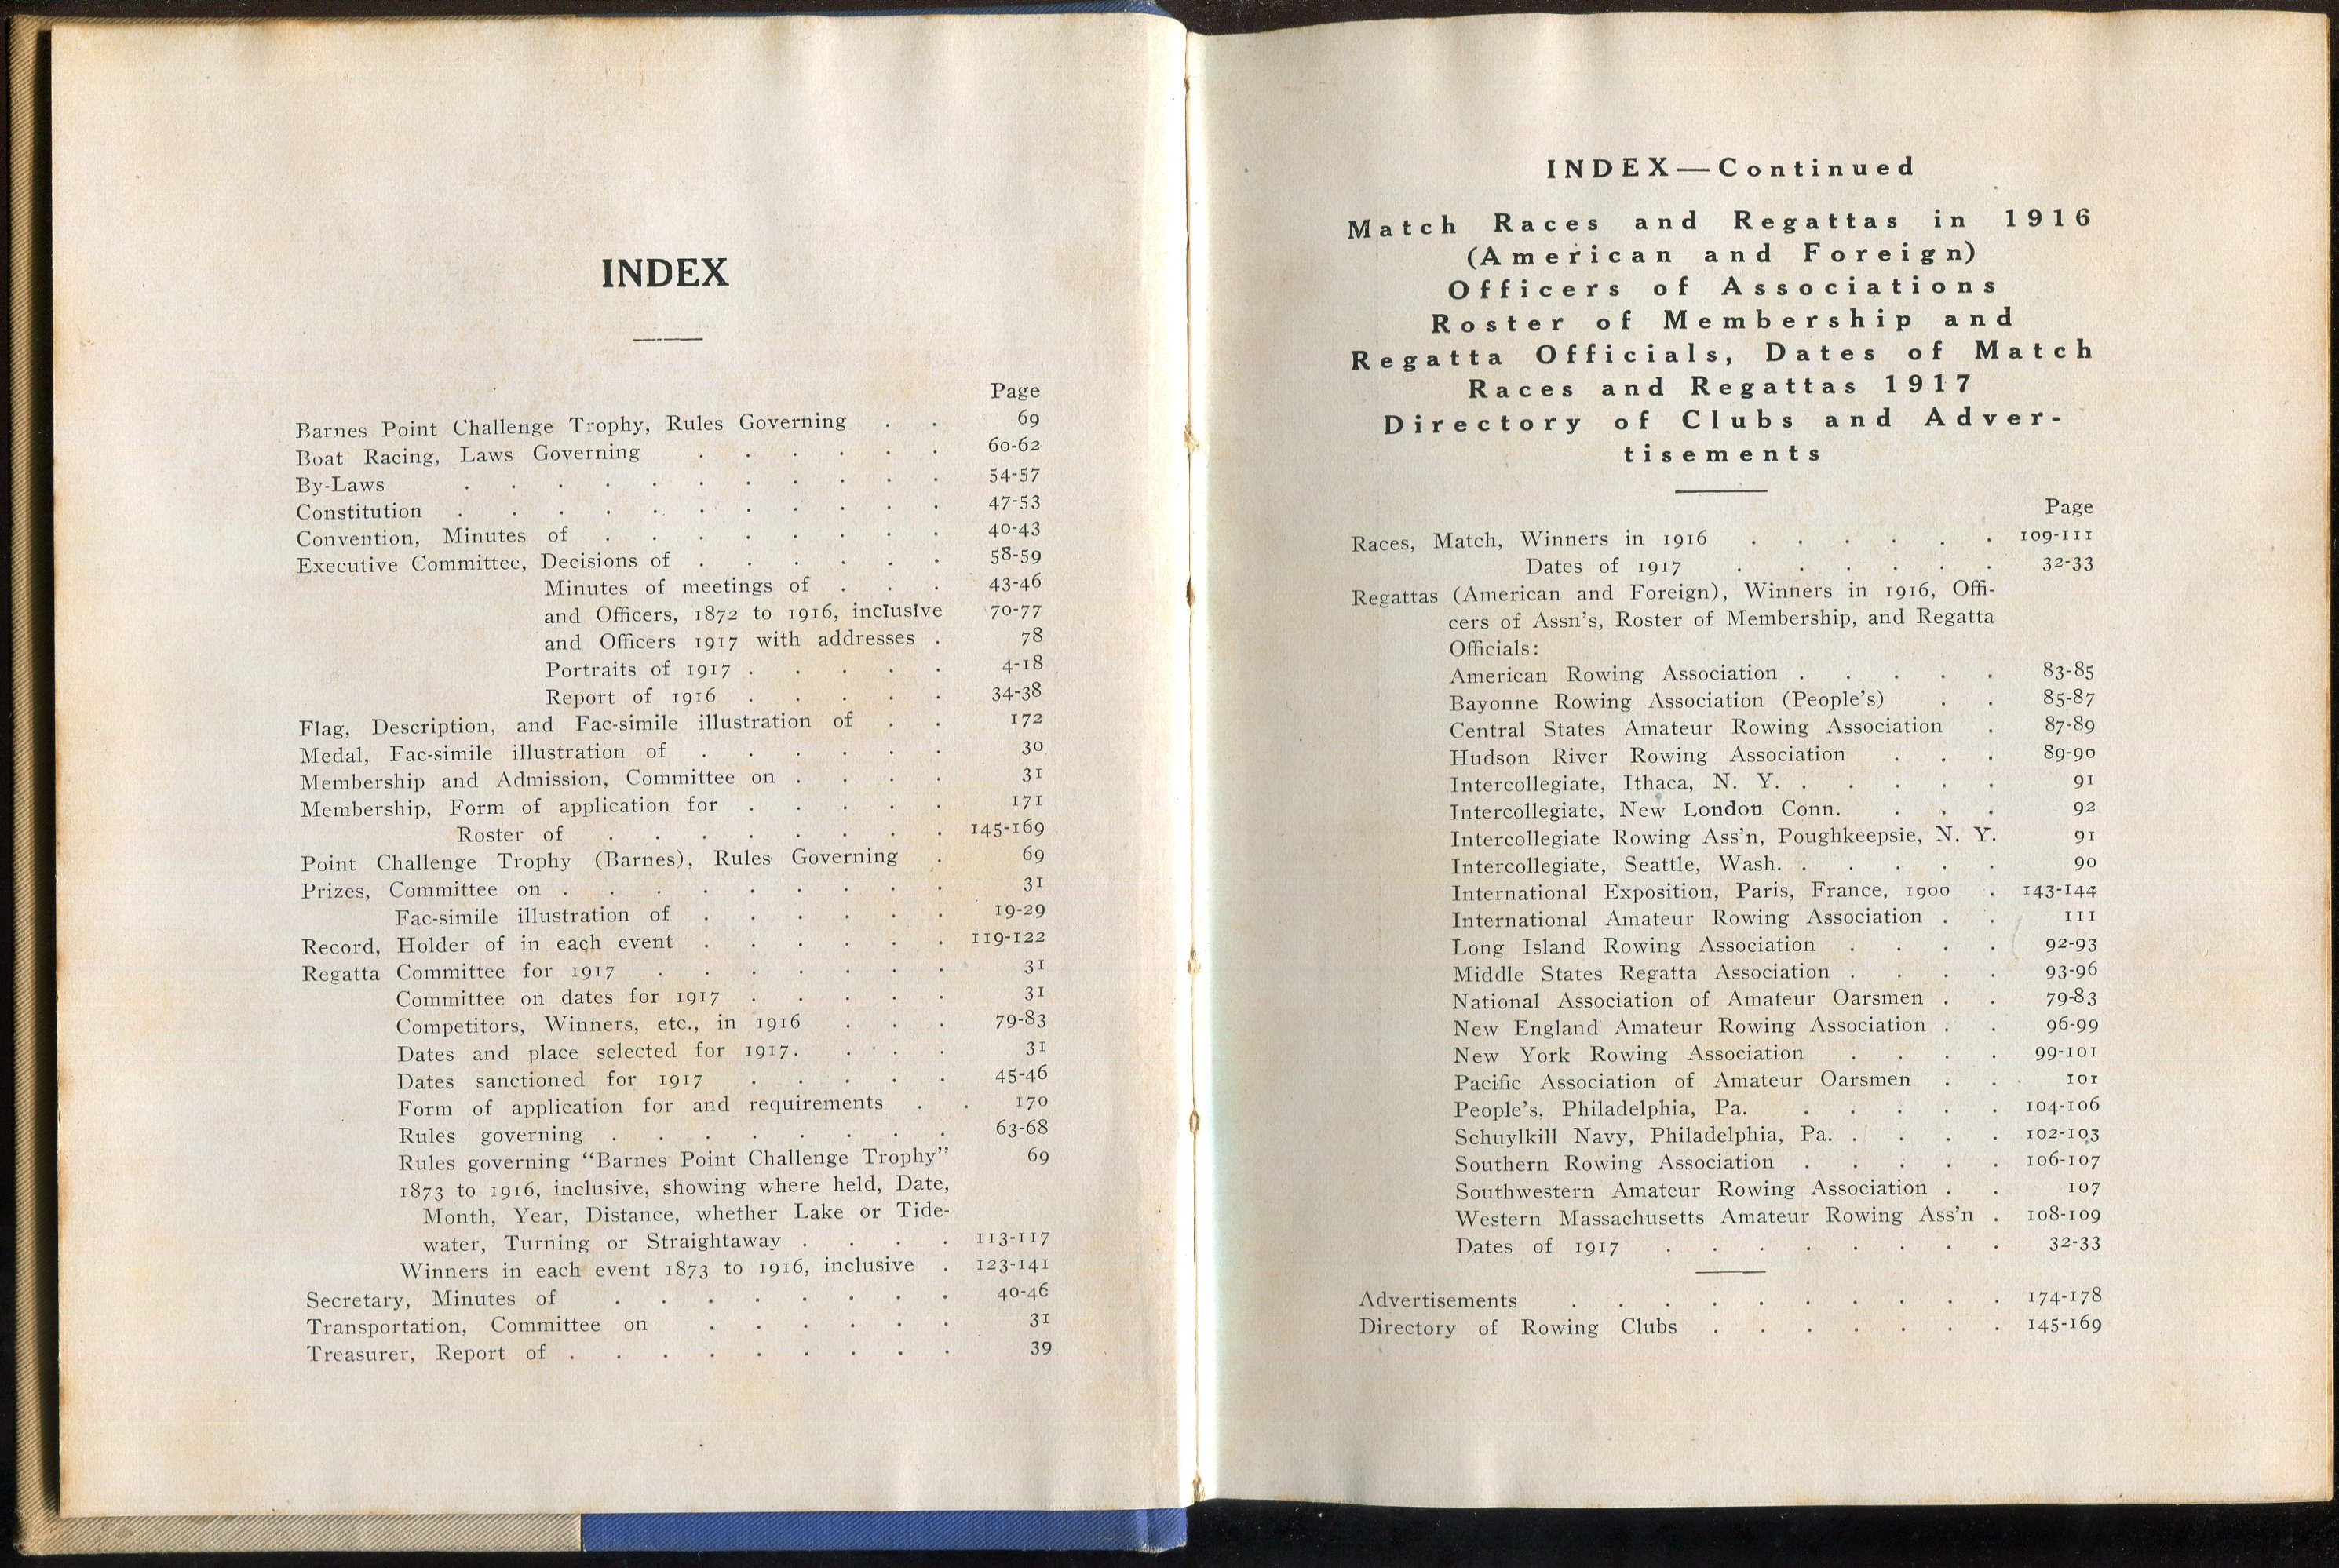 INDEX
Page
Barnes Point Challenge Trophy, Rules Governing . . 69
Boat Racing, Laws Governing . . . . . . 60-62
By-Laws . . . . . . . . . . . 54-57
Constitution . . . . . . . . . . . 47-53
Convention, Minutes of . . . . . . . . 40-43
Executive Committee, Decisions of . . . . . . 58-59
Minutes of meetings of . . . 43-46
and Officers, 1872 to 1916, inclusive 70-77
and Officers 1917 with addresses . 78
Portraits of 1917 . . . . . 4-18
Report of 1916 . . . . . 34-38
Flag, Description, and Fac-simile illustration of . . 172
Medal, Fac-simile illustration of . . . . . . 30
Membership and Admission, Committee on . . . . 31
Membership, Form of application for . . . . . 171
Roster of . . . . . . . . 145-169
Point Challenge Trophy (Barnes), Rules Governing . 69
Prizes, Committee on . . . . . . . . . 31
Fac-simile illustration of . . . . . . 19-29
Record, Holder of in each event . . . . . . 119-122
Regatta Committee for 1917 . . . . . . . 31
Committee on dates for 1917 . . . . . 31
Competitors, Winners, etc., in 1916 . . . 79-83
Dates and place selected for 1917. . . . 31
Dates sanctioned for 1917 . . . . . 45-46
Form of application for and requirements . . 170
Rules governing . . . . . . . . 63-68
Rules governing "Barnes Point Challenge Trophy" 69
1873 to 1916, inclusive, showing where held, Date,
Month, Year, Distance, whether Lake or Tide-
water, Turning or Straightaway . . . . 113-117
Winners in each event 1873 to 1916, inclusive . 123-141
Secretary, Minutes of . . . . . . . . 40-46
Transportation, Committee on . . . . . . 31
Treasurer, Report of . . . . . . . . . 39
INDEX—Continued
Match Races and Regattas in 1916
(American and Foreign)
Officers of Associations
Roster of Membership and
Regatta Officials, Dates of Match
Races and Regattas 1917
Directory of Clubs and Adver-
tisements
Page
Races, Match, Winners in 1916 . . . . . . 109-111
Dates of 1917 . . . . . . 32-33
Regattas (American and Foreign), Winners in 1916, Offi-
cers of Assn's, Roster of Membership, and Regatta
Officials:
American Rowing Association . . . . . 83-85
Bayonne Rowing Association (People's) . . 85-87
Central States Amateur Rowing Association . 87-89
Hudson River Rowing Association . . . 89-90
Intercollegiate, Ithaca, N. Y. . . . . . 91
Intercollegiate, New London Conn. . . . 92
Intercollegiate Rowing Ass'n, Poughkeepsie, N. Y. 91
Intercollegiate, Seattle, Wash. . . . . . 90
International Exposition, Paris, France, 1900 . 143-144
International Amateur Rowing Association . . 111
Long Island Rowing Association . . . . 92-93
Middle States Regatta Association . . . . 93-96
National Association of Amateur Oarsmen . . 79-83
New England Amateur Rowing Association . . 96-99
New York Rowing Association . . . . 99-101
Pacific Association of Amateur Oarsmen . . 101
People's, Philadelphia, Pa. . . . . . 104-106
Schuylkill Navy, Philadelphia, Pa. . . . . 102-103
Southern Rowing Association . . . . . 106-107
Southwestern Amateur Rowing Association . . 107
Western Massachusetts Amateur Rowing Ass'n . 108-109
Dates of 1917 . . . . . . . . 32-33
Advertisements . . . . . . . . . . 174-178
Directory of Rowing Clubs . . . . . . . 145-169